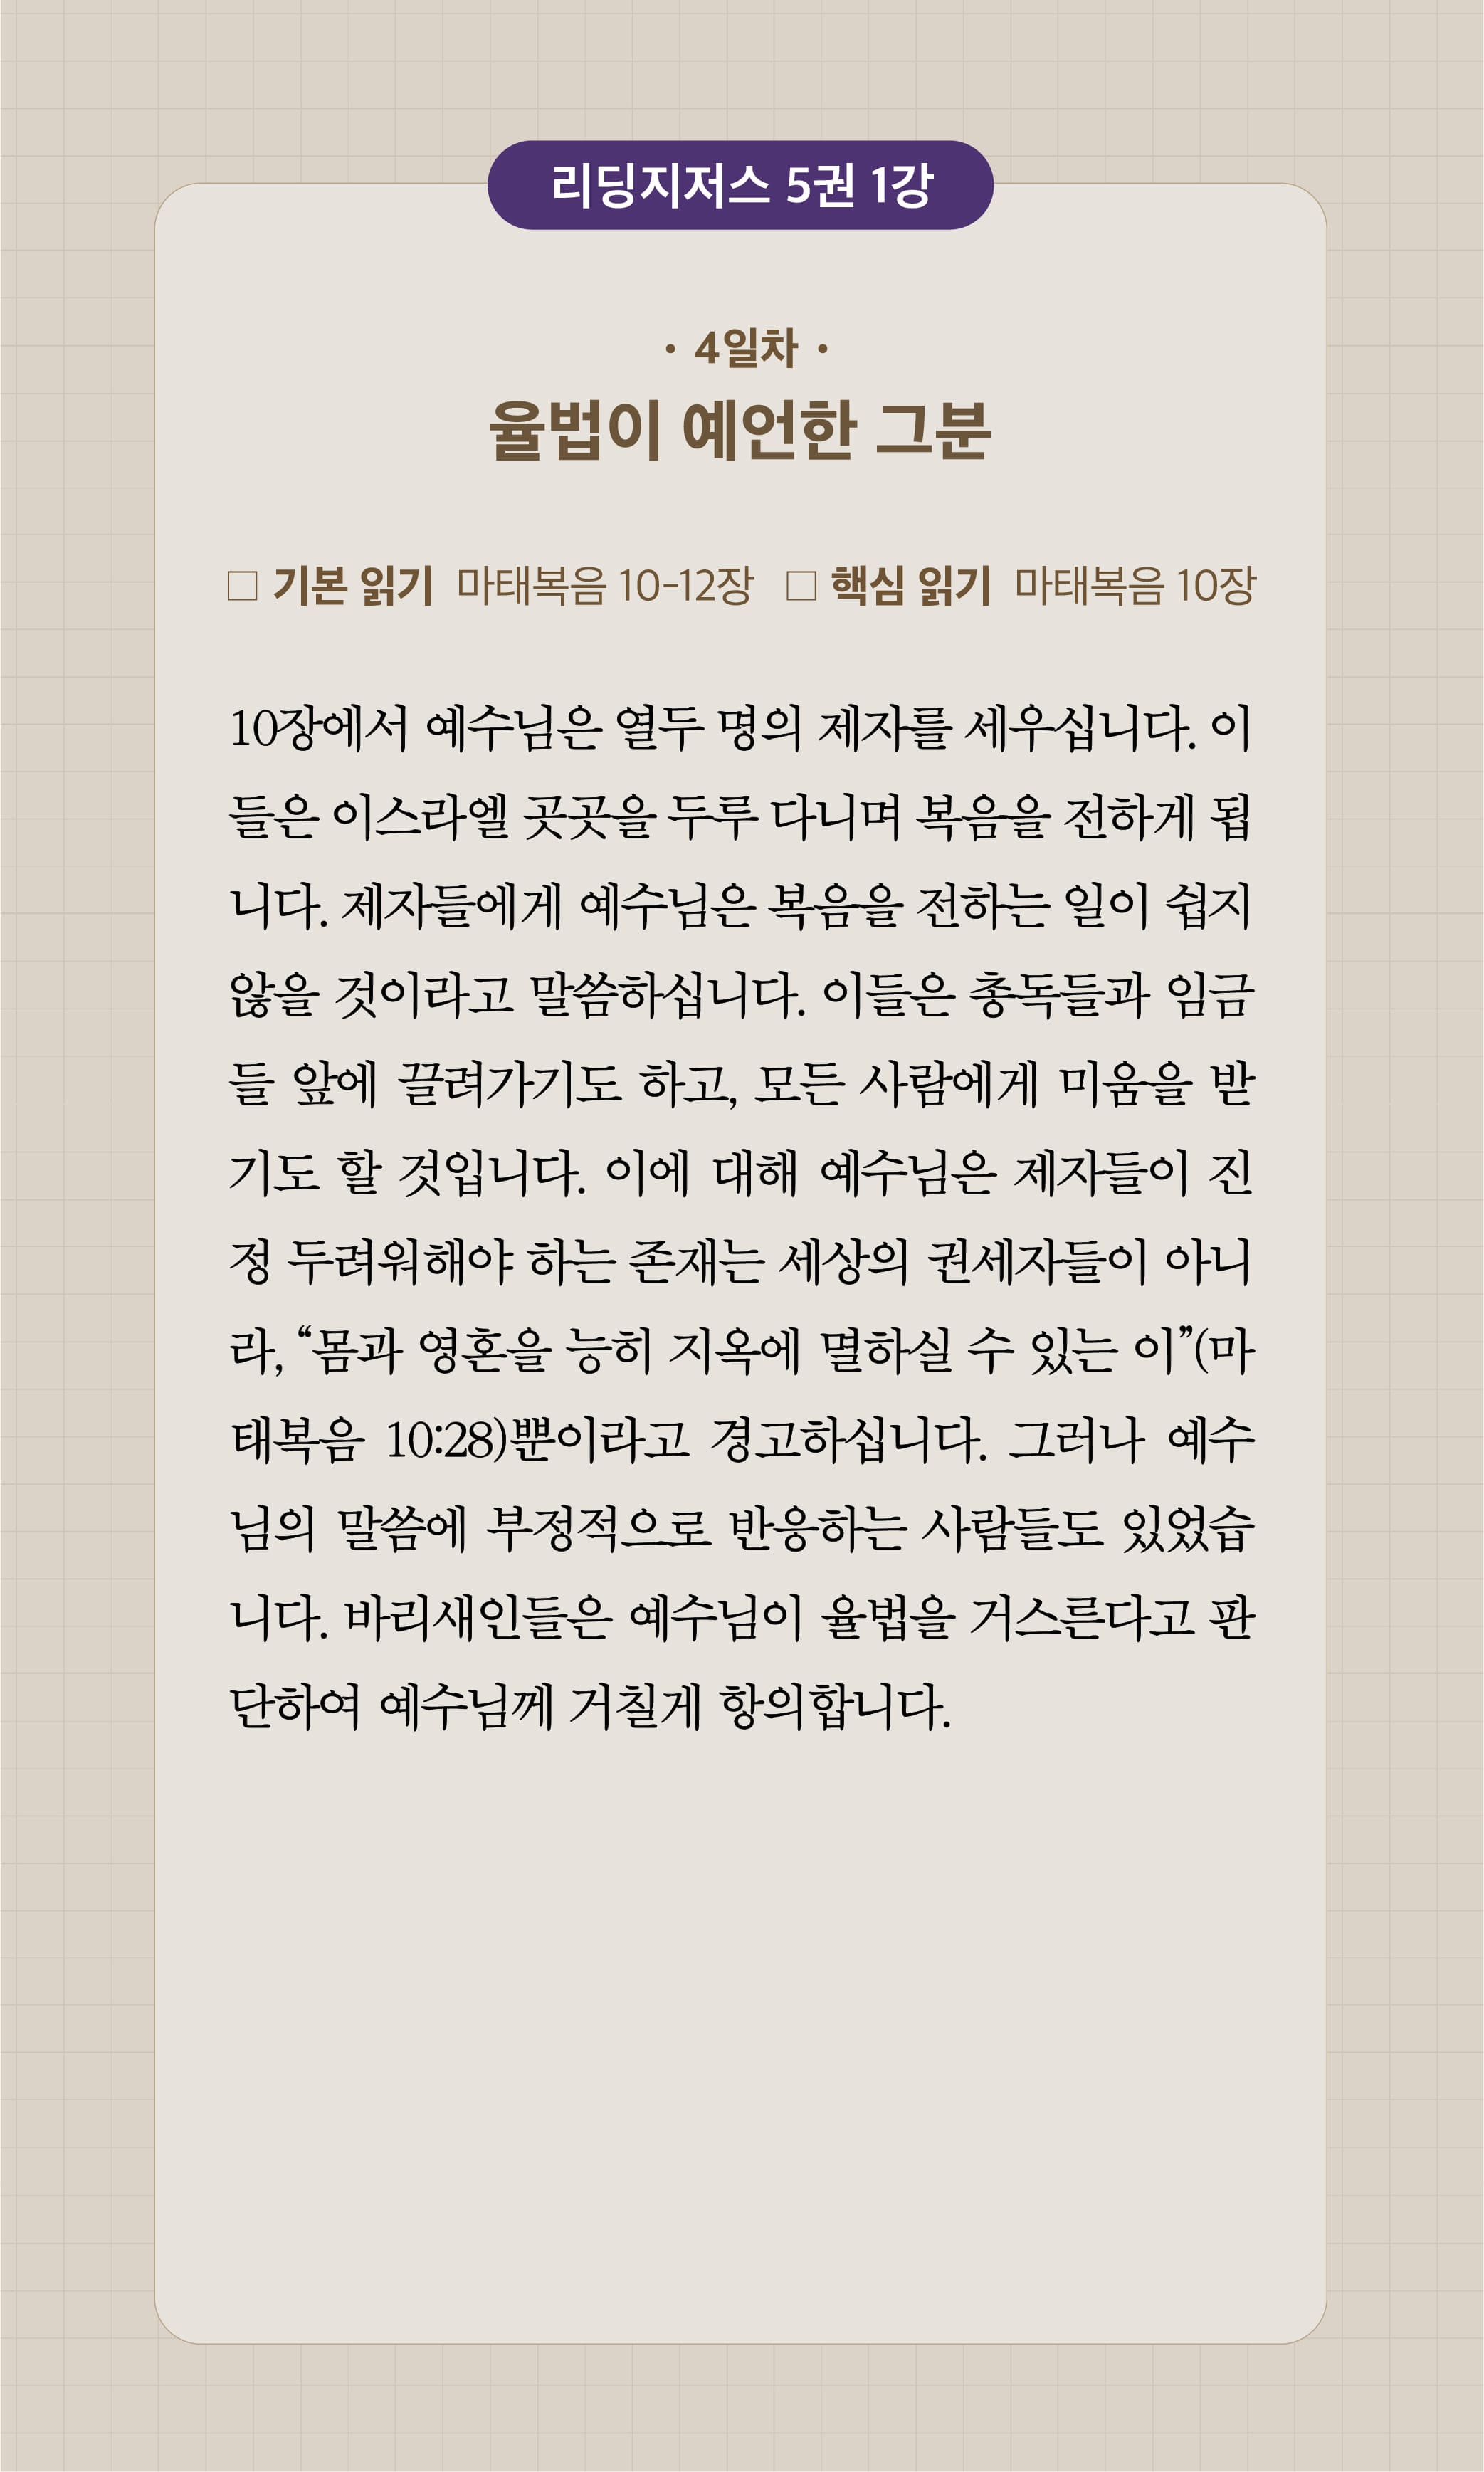 리딩지저스 5권 1강
· 4일차 ·
율법이 예언한 그분
□ 기본 읽기 마태복음 10-12장 □ 핵심 읽기 마태복음 10장
10장에서 예수님은 열두 명의 제자를 세우십니다. 이
들은 이스라엘 곳곳을 두루 다니며 복음을 전하게 됩
니다. 제자들에게 예수님은 복음을 전하는 일이 쉽지
않을 것이라고 말씀하십니다. 이들은 총독들과 임금
들 앞에 끌려가기도 하고, 모든 사람에게 미움을 받
기도 할 것입니다. 이에 대해 예수님은 제자들이 진
정 두려워해야 하는 존재는 세상의 권세자들이 아니
라, “몸과 영혼을 능히 지옥에 멸하실 수 있는 이”(마
태복음 10:28)뿐이라고 경고하십니다. 그러나 예수
님의 말씀에 부정적으로 반응하는 사람들도 있었습
니다. 바리새인들은 예수님이 율법을 거스른다고 판
단하여 예수님께 거칠게 항의합니다.